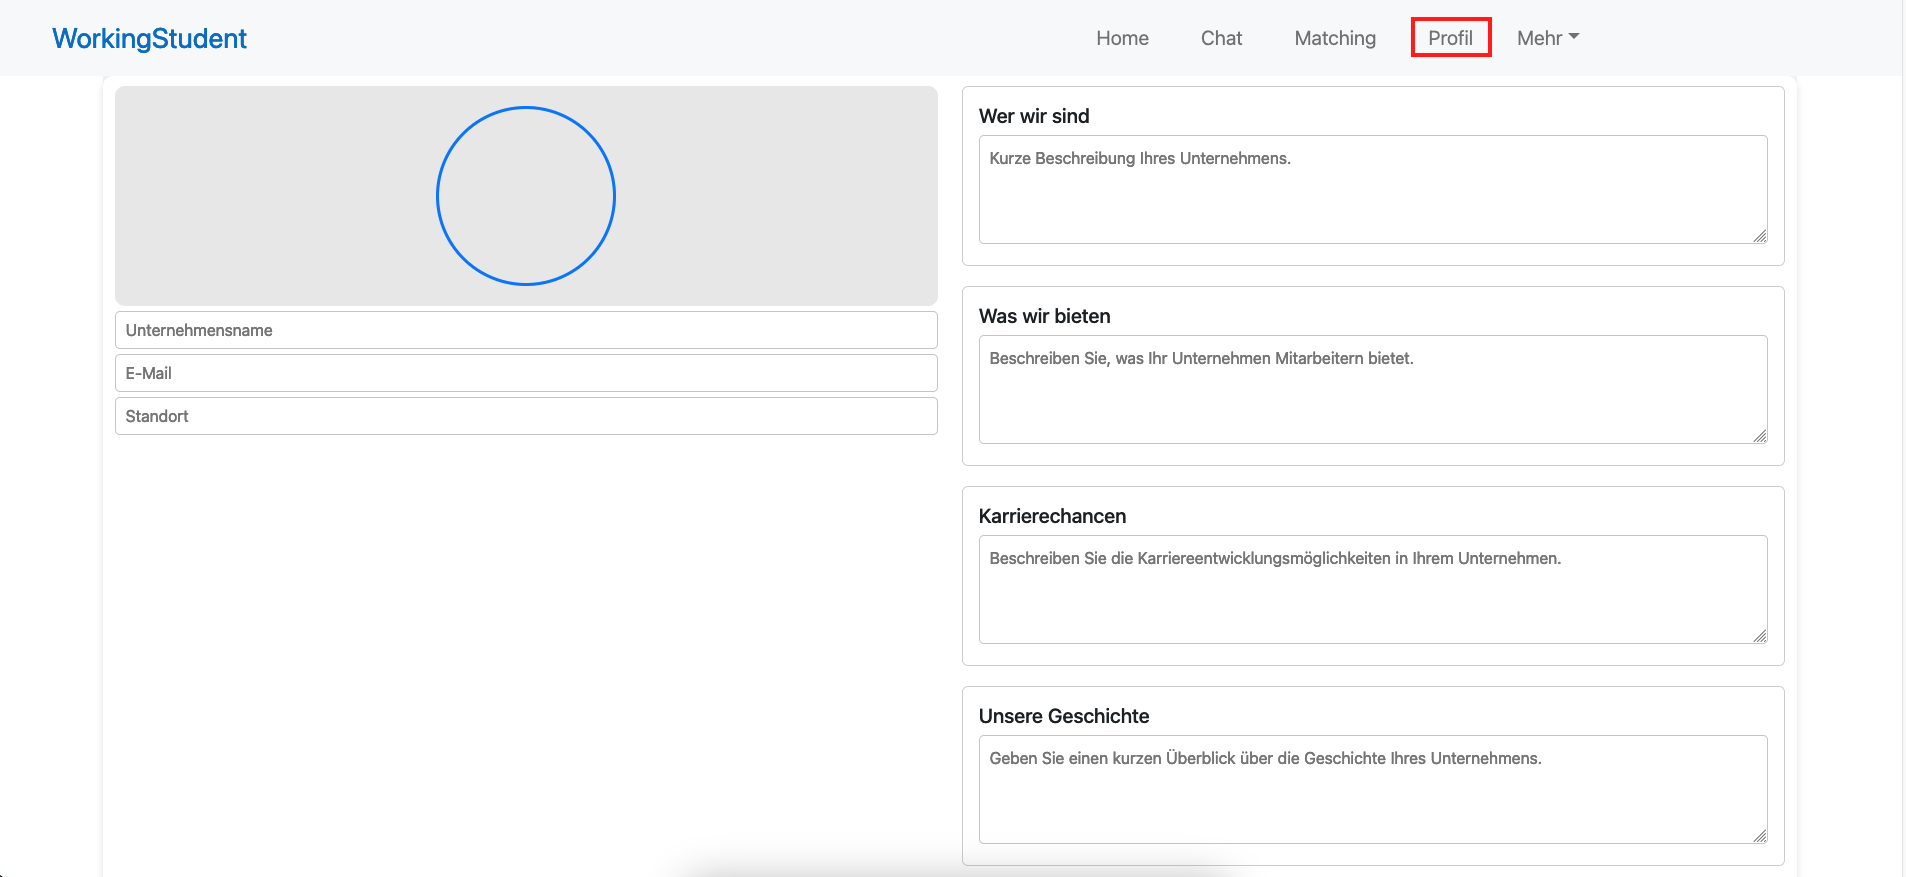 WorkingStudent
Home Chat Matching Profil Mehr
Unternehmensname
E-Mail
Standort
Wer wir sind
Kurze Beschreibung Ihres Unternehmens.
Was wir bieten
Beschreiben Sie, was Ihr Unternehmen Mitarbeitern bietet.
Karrierechancen
Beschreiben Sie die Karriereentwicklungsmöglichkeiten in Ihrem Unternehmen.
Unsere Geschichte
Geben Sie einen kurzen Überblick über die Geschichte Ihres Unternehmens.